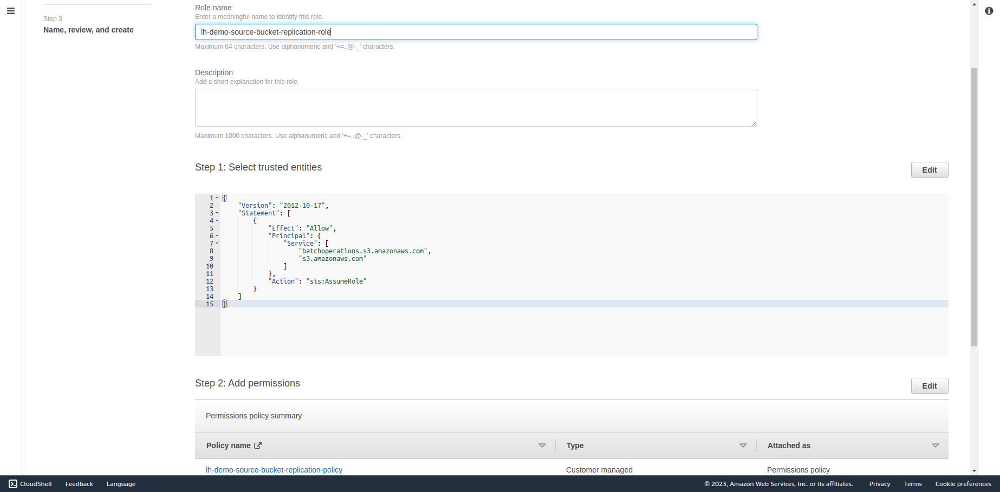 Step 3
Name, review, and create
Role name
Enter a meaningful name to identify this role.
lh-demo-source-bucket-replication-role
Maximum 64 characters. Use alphanumeric and '+=,.@-_' characters.
Description
Add a short explanation for this role.
Maximum 1000 characters. Use alphanumeric and '+=,.@-_' characters.
Step 1: Select trusted entities
Edit
1 {
2     "Version": "2012-10-17",
3     "Statement": [
4         {
5             "Effect": "Allow",
6             "Principal": {
7                 "Service": [
8                     "batchoperations.s3.amazonaws.com",
9                     "s3.amazonaws.com"
10                 ]
11             },
12             "Action": "sts:AssumeRole"
13         }
14     ]
15 }
Step 2: Add permissions
Edit
Permissions policy summary
Policy name Type Attached as
lh-demo-source-bucket-replication-policy Customer managed Permissions policy
CloudShell Feedback Language © 2023, Amazon Web Services, Inc. or its affiliates. Privacy Terms Cookie preferences